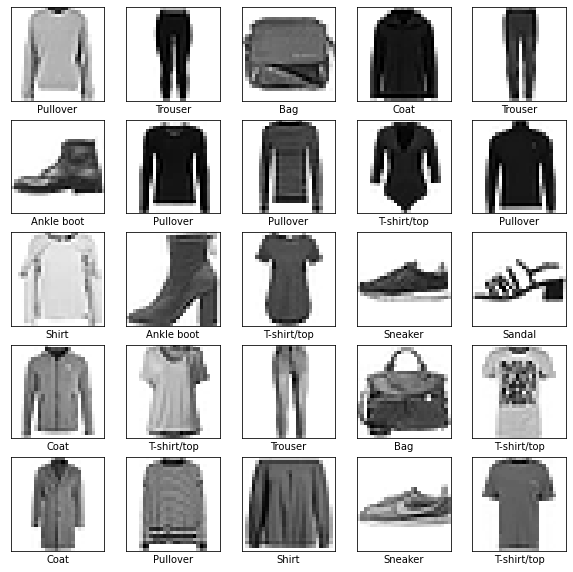 Pullover
Trouser
Bag
Coat
Trouser
Ankle boot
Pullover
Pullover
T-shirt/top
Pullover
Shirt
Ankle boot
T-shirt/top
Sneaker
Sandal
Coat
T-shirt/top
Trouser
Bag
T-shirt/top
Coat
Pullover
Shirt
Sneaker
T-shirt/top